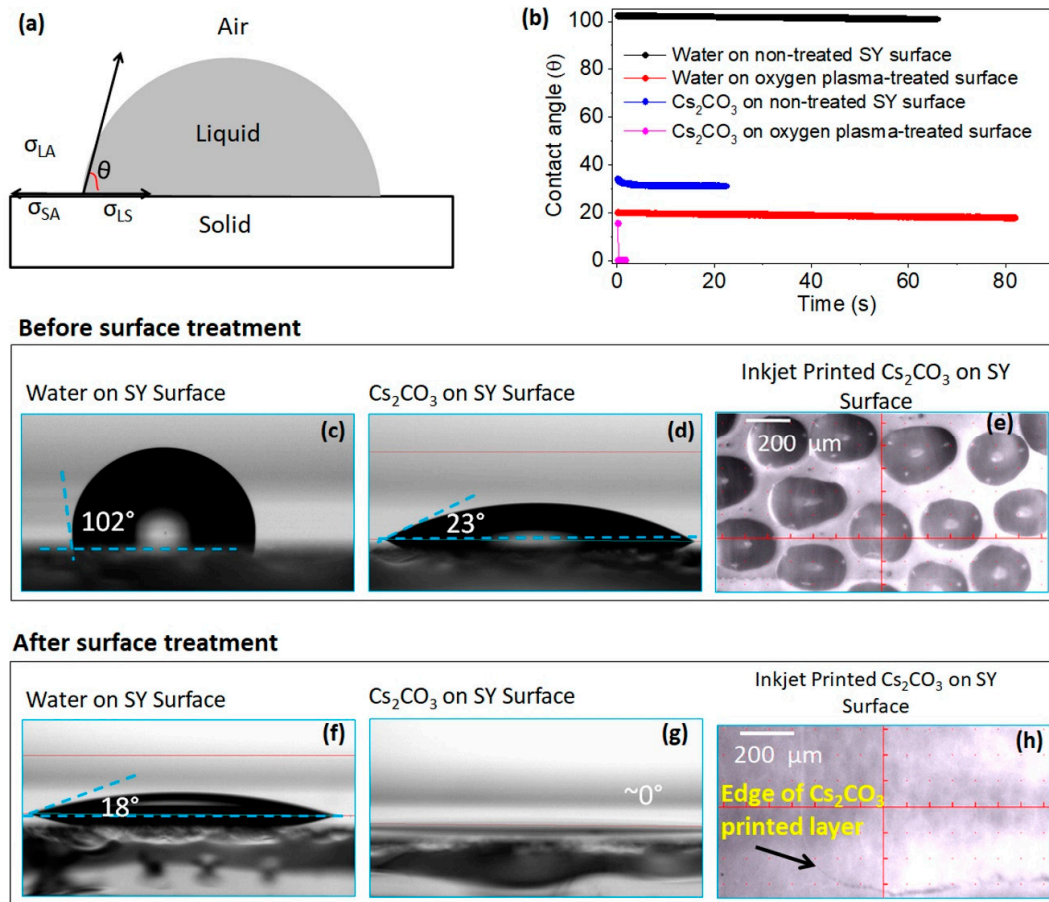 (a)
Air
Liquid
σLA
θ
σSA
σLS
Solid
(b)
Contact angle (θ)
100
80
60
40
20
0
Water on non-treated SY surface
Water on oxygen plasma-treated surface
Cs₂CO₃ on non-treated SY surface
Cs₂CO₃ on oxygen plasma-treated surface
0
20
40
60
80
Time (s)
Before surface treatment
Water on SY Surface
(c)
102°
Cs₂CO₃ on SY Surface
(d)
23°
Inkjet Printed Cs₂CO₃ on SY
Surface
(e)
200 μm
After surface treatment
Water on SY Surface
(f)
18°
Cs₂CO₃ on SY Surface
(g)
~0°
Inkjet Printed Cs₂CO₃ on SY
Surface
(h)
200 μm
Edge of Cs₂CO₃
printed layer